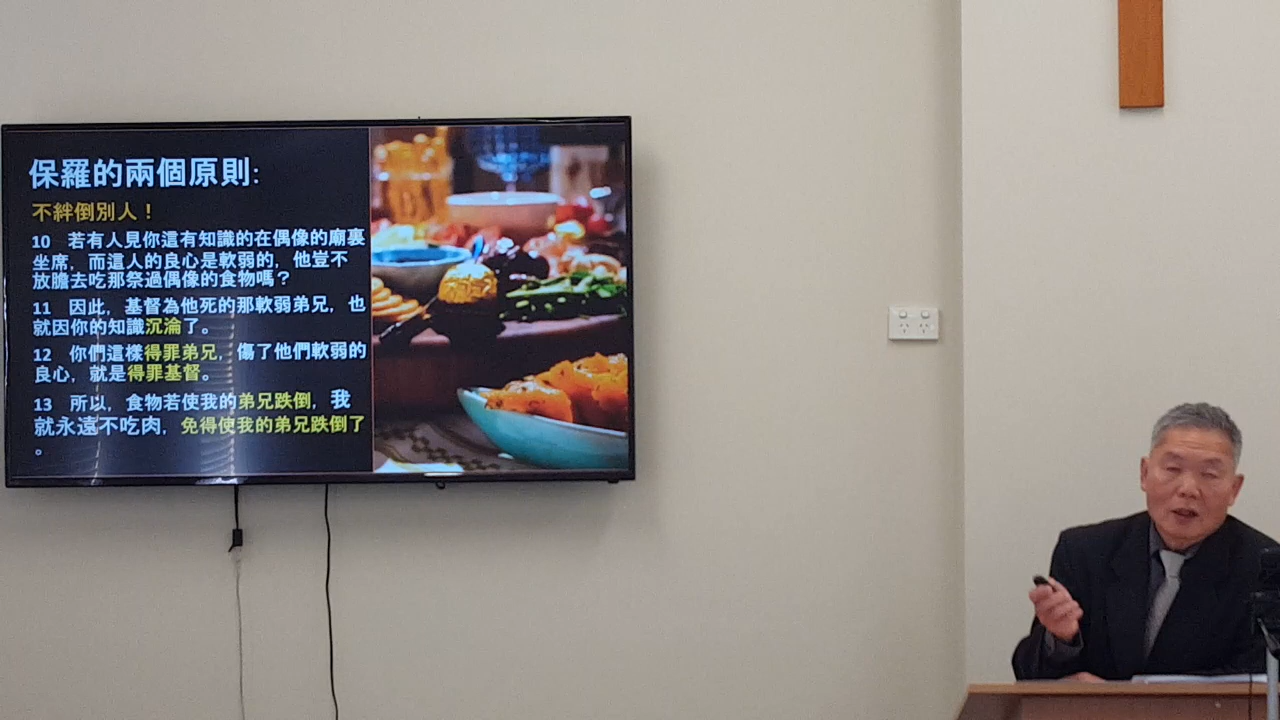 保羅的兩個原則:
不絆倒別人！
10 若有人見你這有知識的在偶像的廟裏
坐席，而這人的良心是軟弱的，他豈不
放膽去吃那祭過偶像的食物嗎？
11 因此，基督為他死的那軟弱弟兄，也
就因你的知識沉淪了。
12 你們這樣得罪弟兄，傷了他們軟弱的
良心，就是得罪基督。
13 所以，食物若使我的弟兄跌倒，我
就永遠不吃肉，免得使我的弟兄跌倒了
。